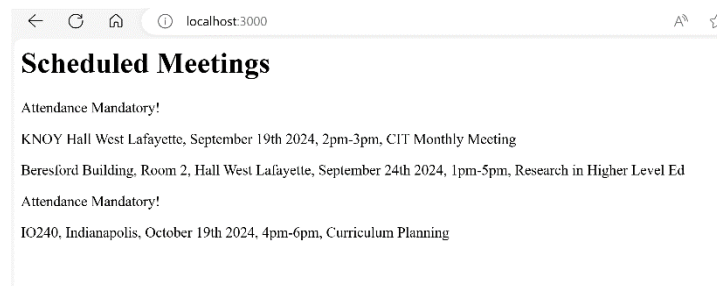 localhost:3000
Scheduled Meetings
Attendance Mandatory!
KNOY Hall West Lafayette, September 19th 2024, 2pm-3pm, CIT Monthly Meeting
Beresford Building, Room 2, Hall West Lafayette, September 24th 2024, 1pm-5pm, Research in Higher Level Ed
Attendance Mandatory!
IO240, Indianapolis, October 19th 2024, 4pm-6pm, Curriculum Planning